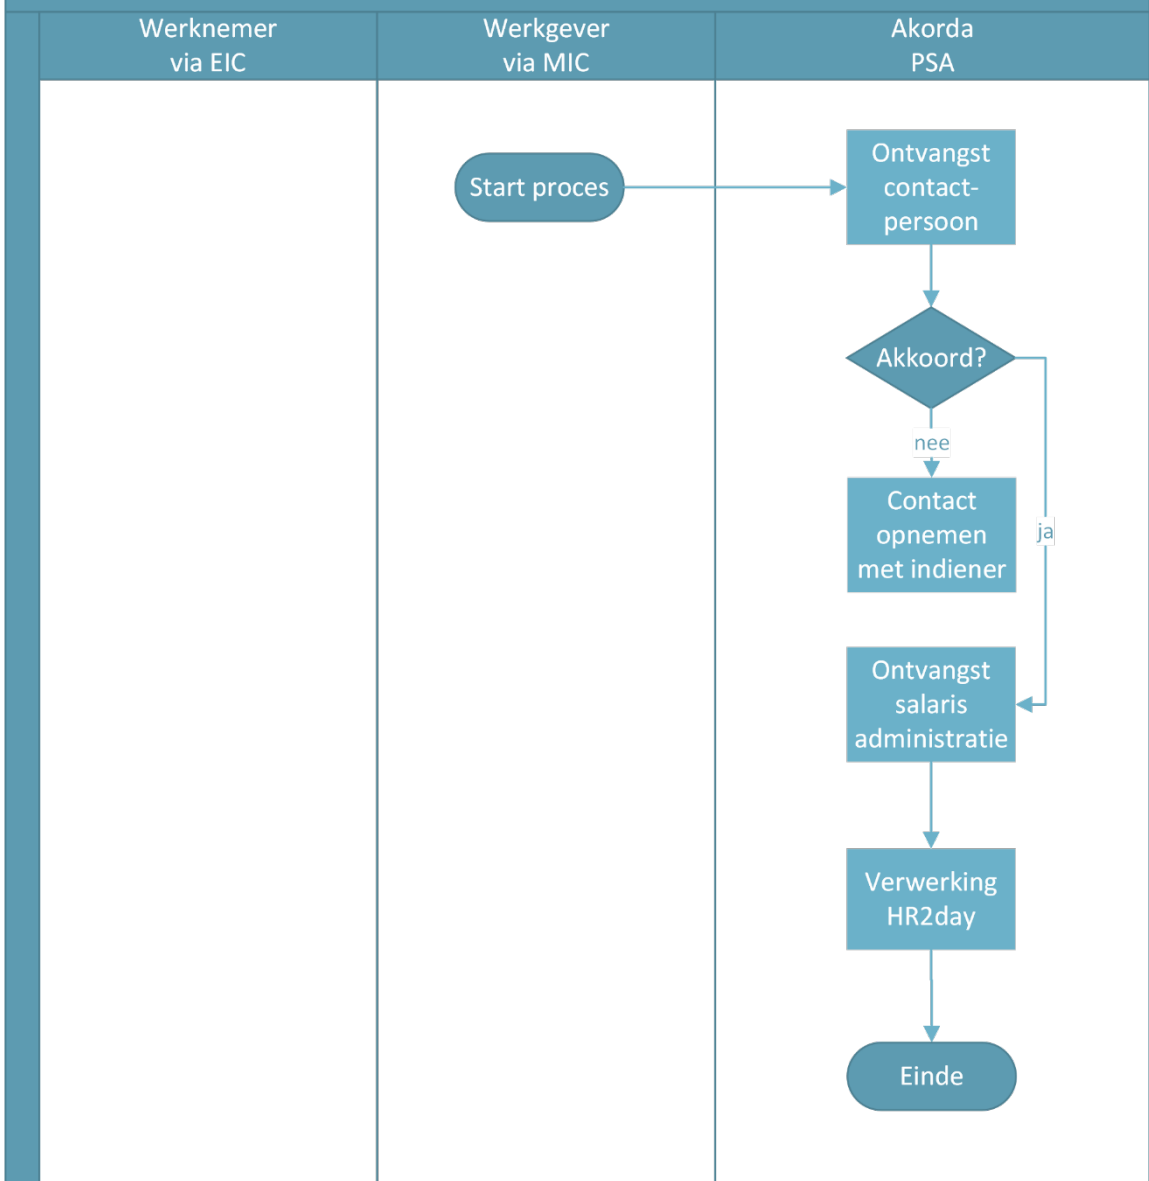 Werknemer
via EIC
Werkgever
via MIC
Akorda
PSA
Start proces
Ontvangst
contact-
persoon
Akkoord?
nee
Contact
opnemen
met indiener
ja
Ontvangst
salaris
administratie
Verwerking
HR2day
Einde